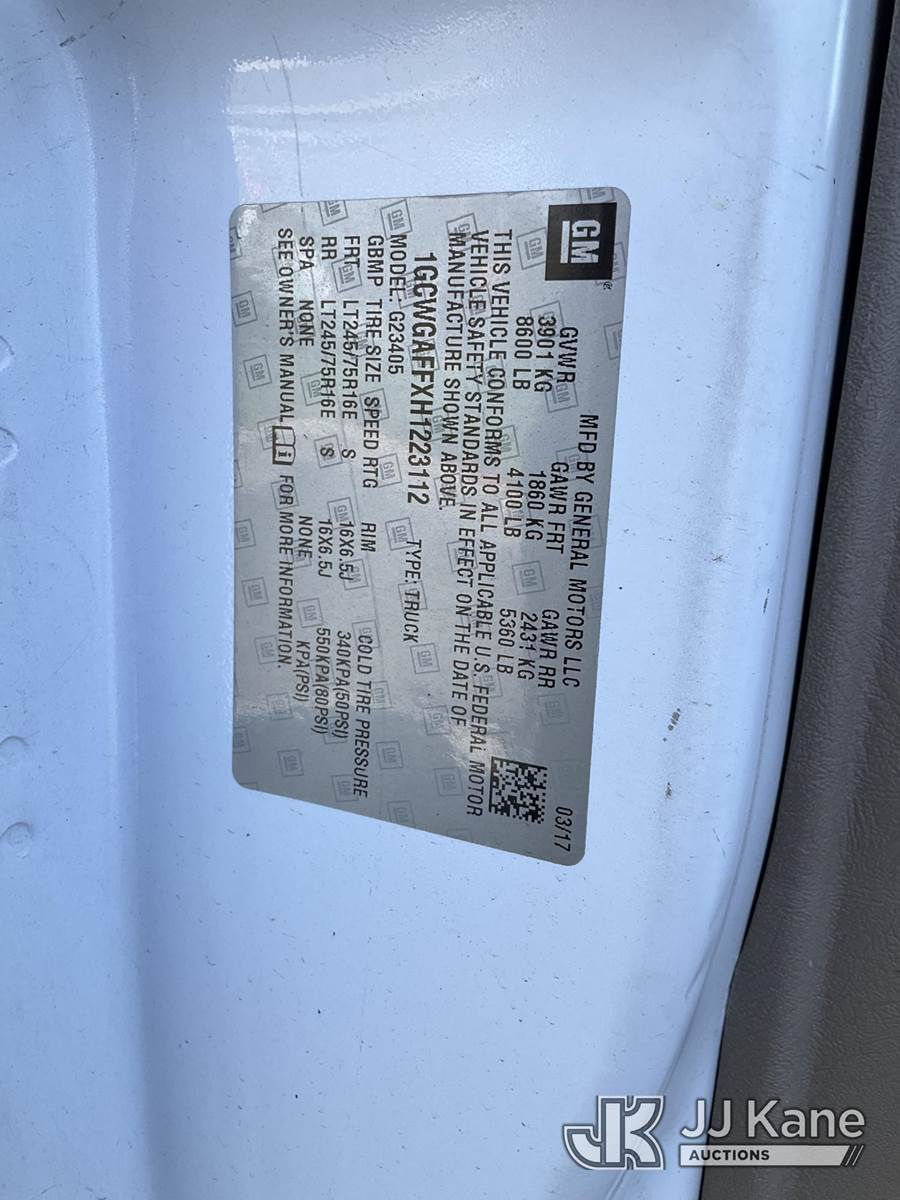 GM
MFD BY GENERAL MOTORS LLC 03/17
GVWR GAWR FRT GAWR RR
3901 KG 1860 KG 2431 KG
8600 LB 4100 LB 5360 LB
THIS VEHICLE CONFORMS TO ALL APPLICABLE U.S. FEDERAL MOTOR
VEHICLE SAFETY STANDARDS IN EFFECT ON THE DATE OF
MANUFACTURE SHOWN ABOVE.
1GCWGAFFXH1223112 TYPE: TRUCK
MODEL: G23405
GBMP TIRE SIZE SPEED RTG RIM COLD TIRE PRESSURE
FRT LT245/75R16E S 16X6.5J 340KPA(50PSI)
RR LT245/75R16E S 16X6.5J 550KPA(80PSI)
SPA NONE NONE KPA(PSI)
SEE OWNER'S MANUAL i FOR MORE INFORMATION.
JK JJ Kane
AUCTIONS